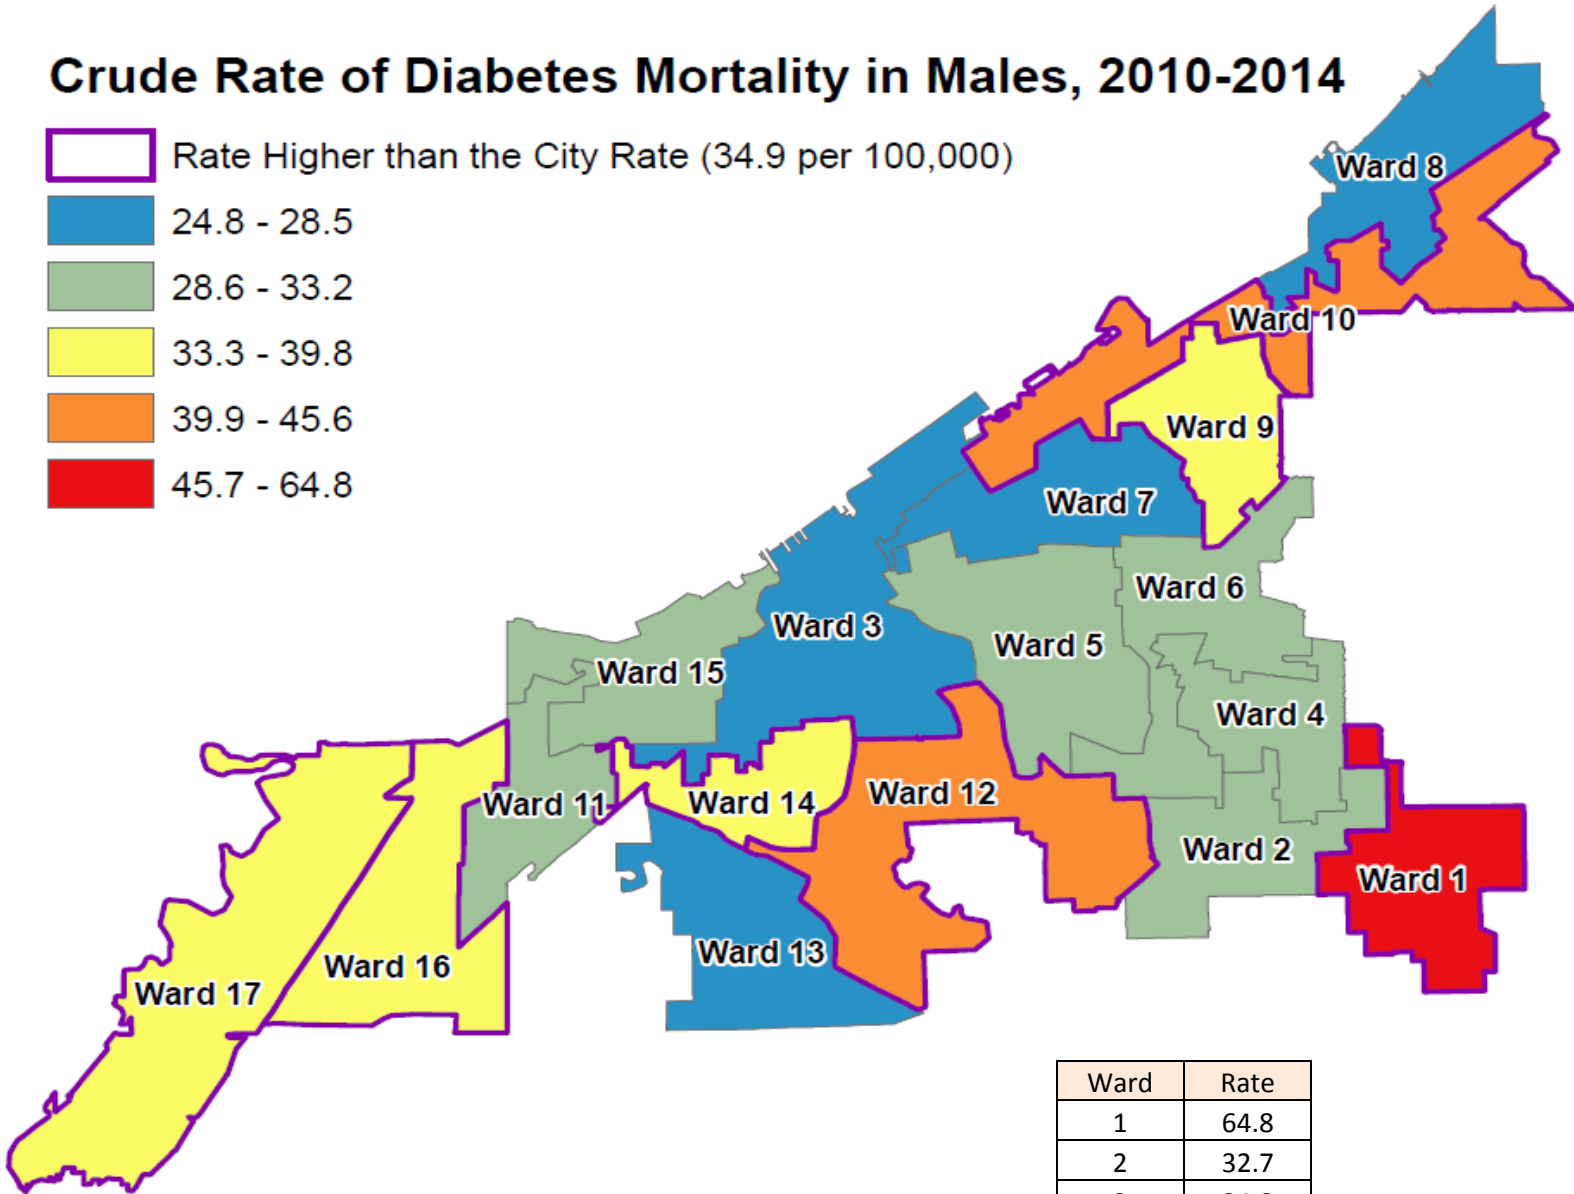 Crude Rate of Diabetes Mortality in Males, 2010-2014
Rate Higher than the City Rate (34.9 per 100,000)
24.8 - 28.5
28.6 - 33.2
33.3 - 39.8
39.9 - 45.6
45.7 - 64.8
Ward 8
Ward 10
Ward 9
Ward 7
Ward 6
Ward 3
Ward 5
Ward 15
Ward 4
Ward 12
Ward 14
Ward 11
Ward 2
Ward 1
Ward 13
Ward 16
Ward 17
Ward Rate
1 64.8
2 32.7